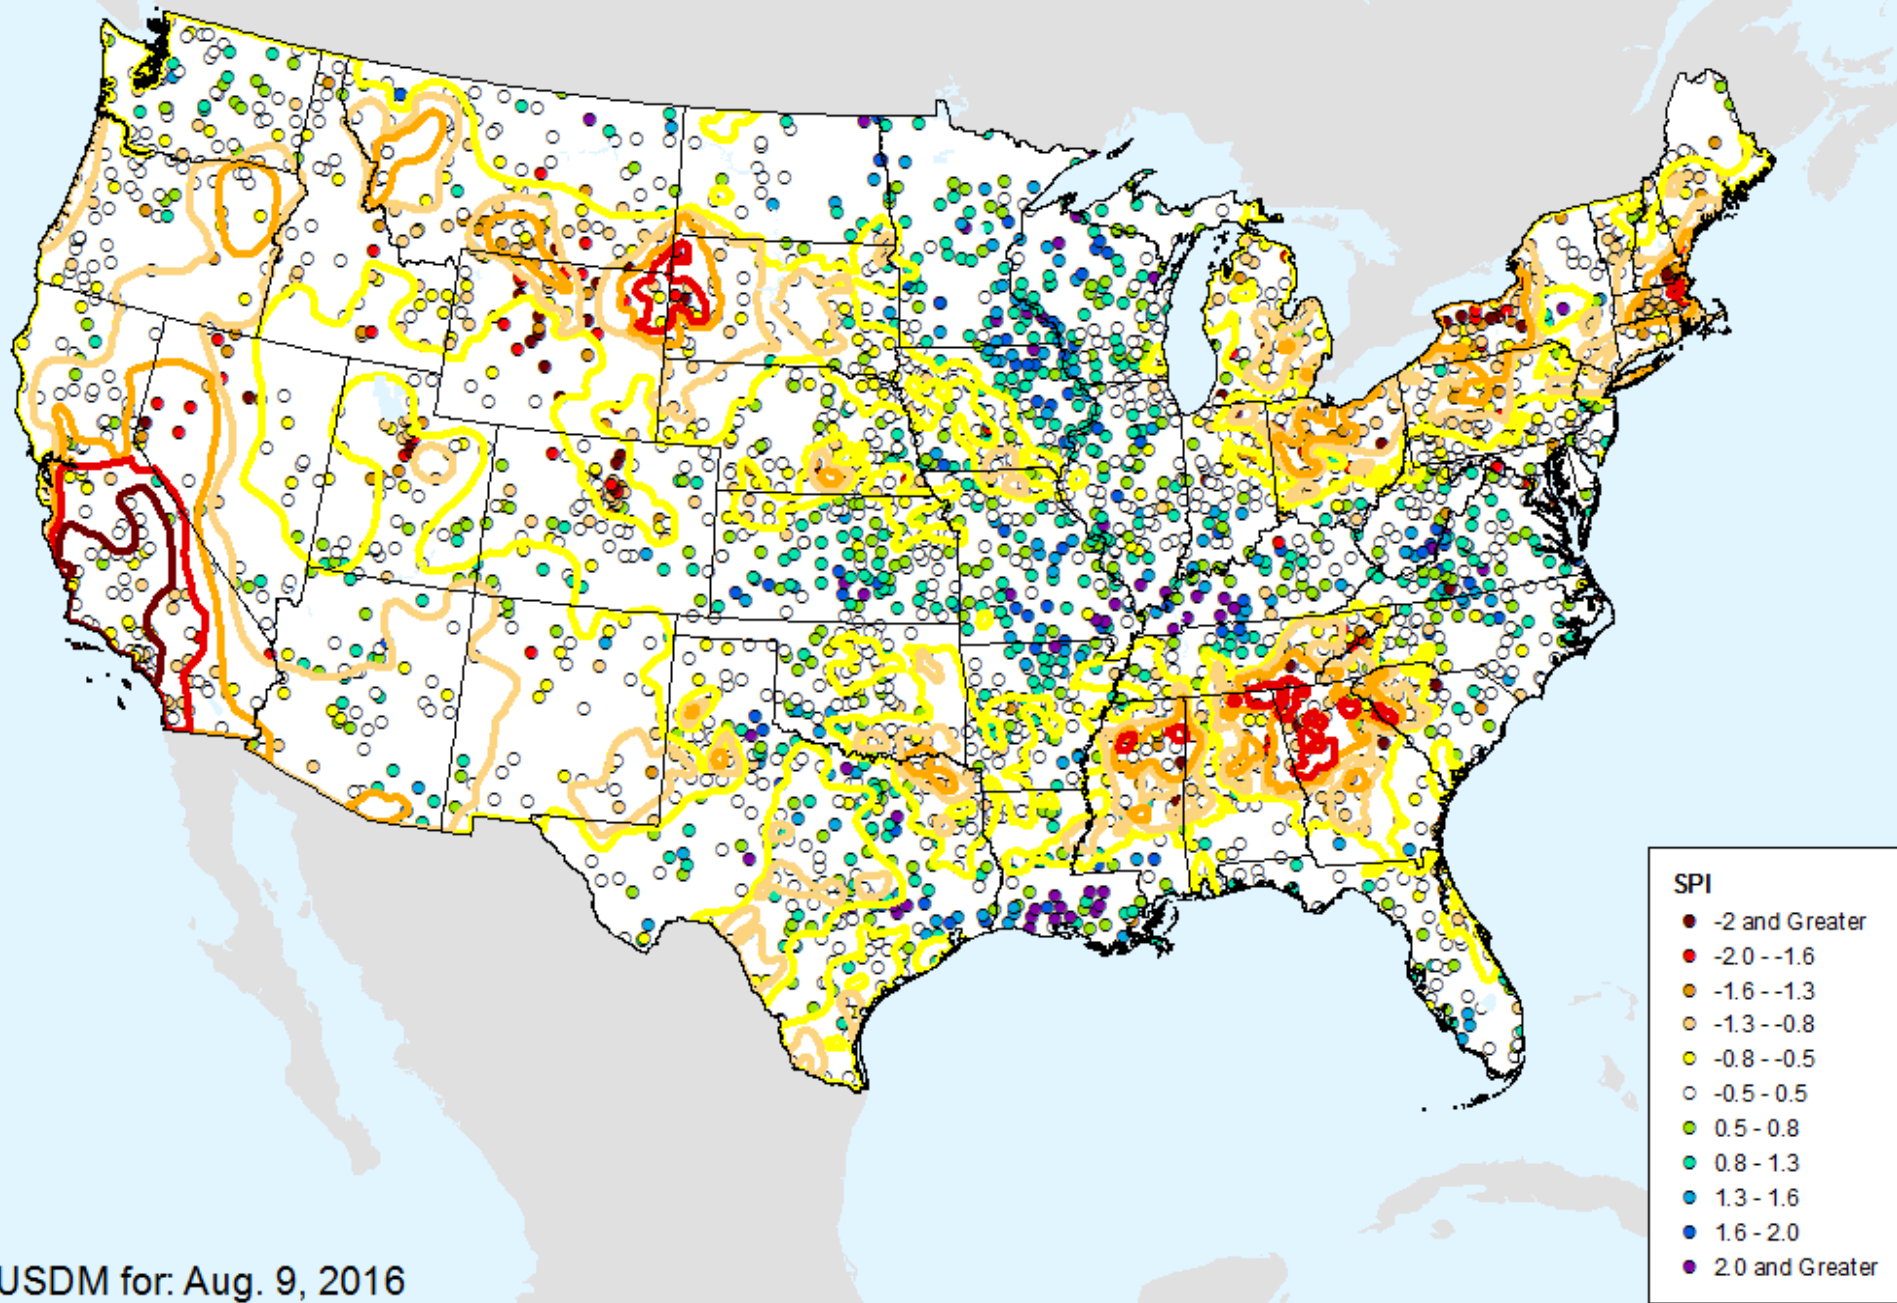 SPI
-2 and Greater
-2.0 - -1.6
-1.6 - -1.3
-1.3 - -0.8
-0.8 - -0.5
-0.5 - 0.5
0.5 - 0.8
0.8 - 1.3
1.3 - 1.6
1.6 - 2.0
2.0 and Greater
USDM for: Aug. 9, 2016